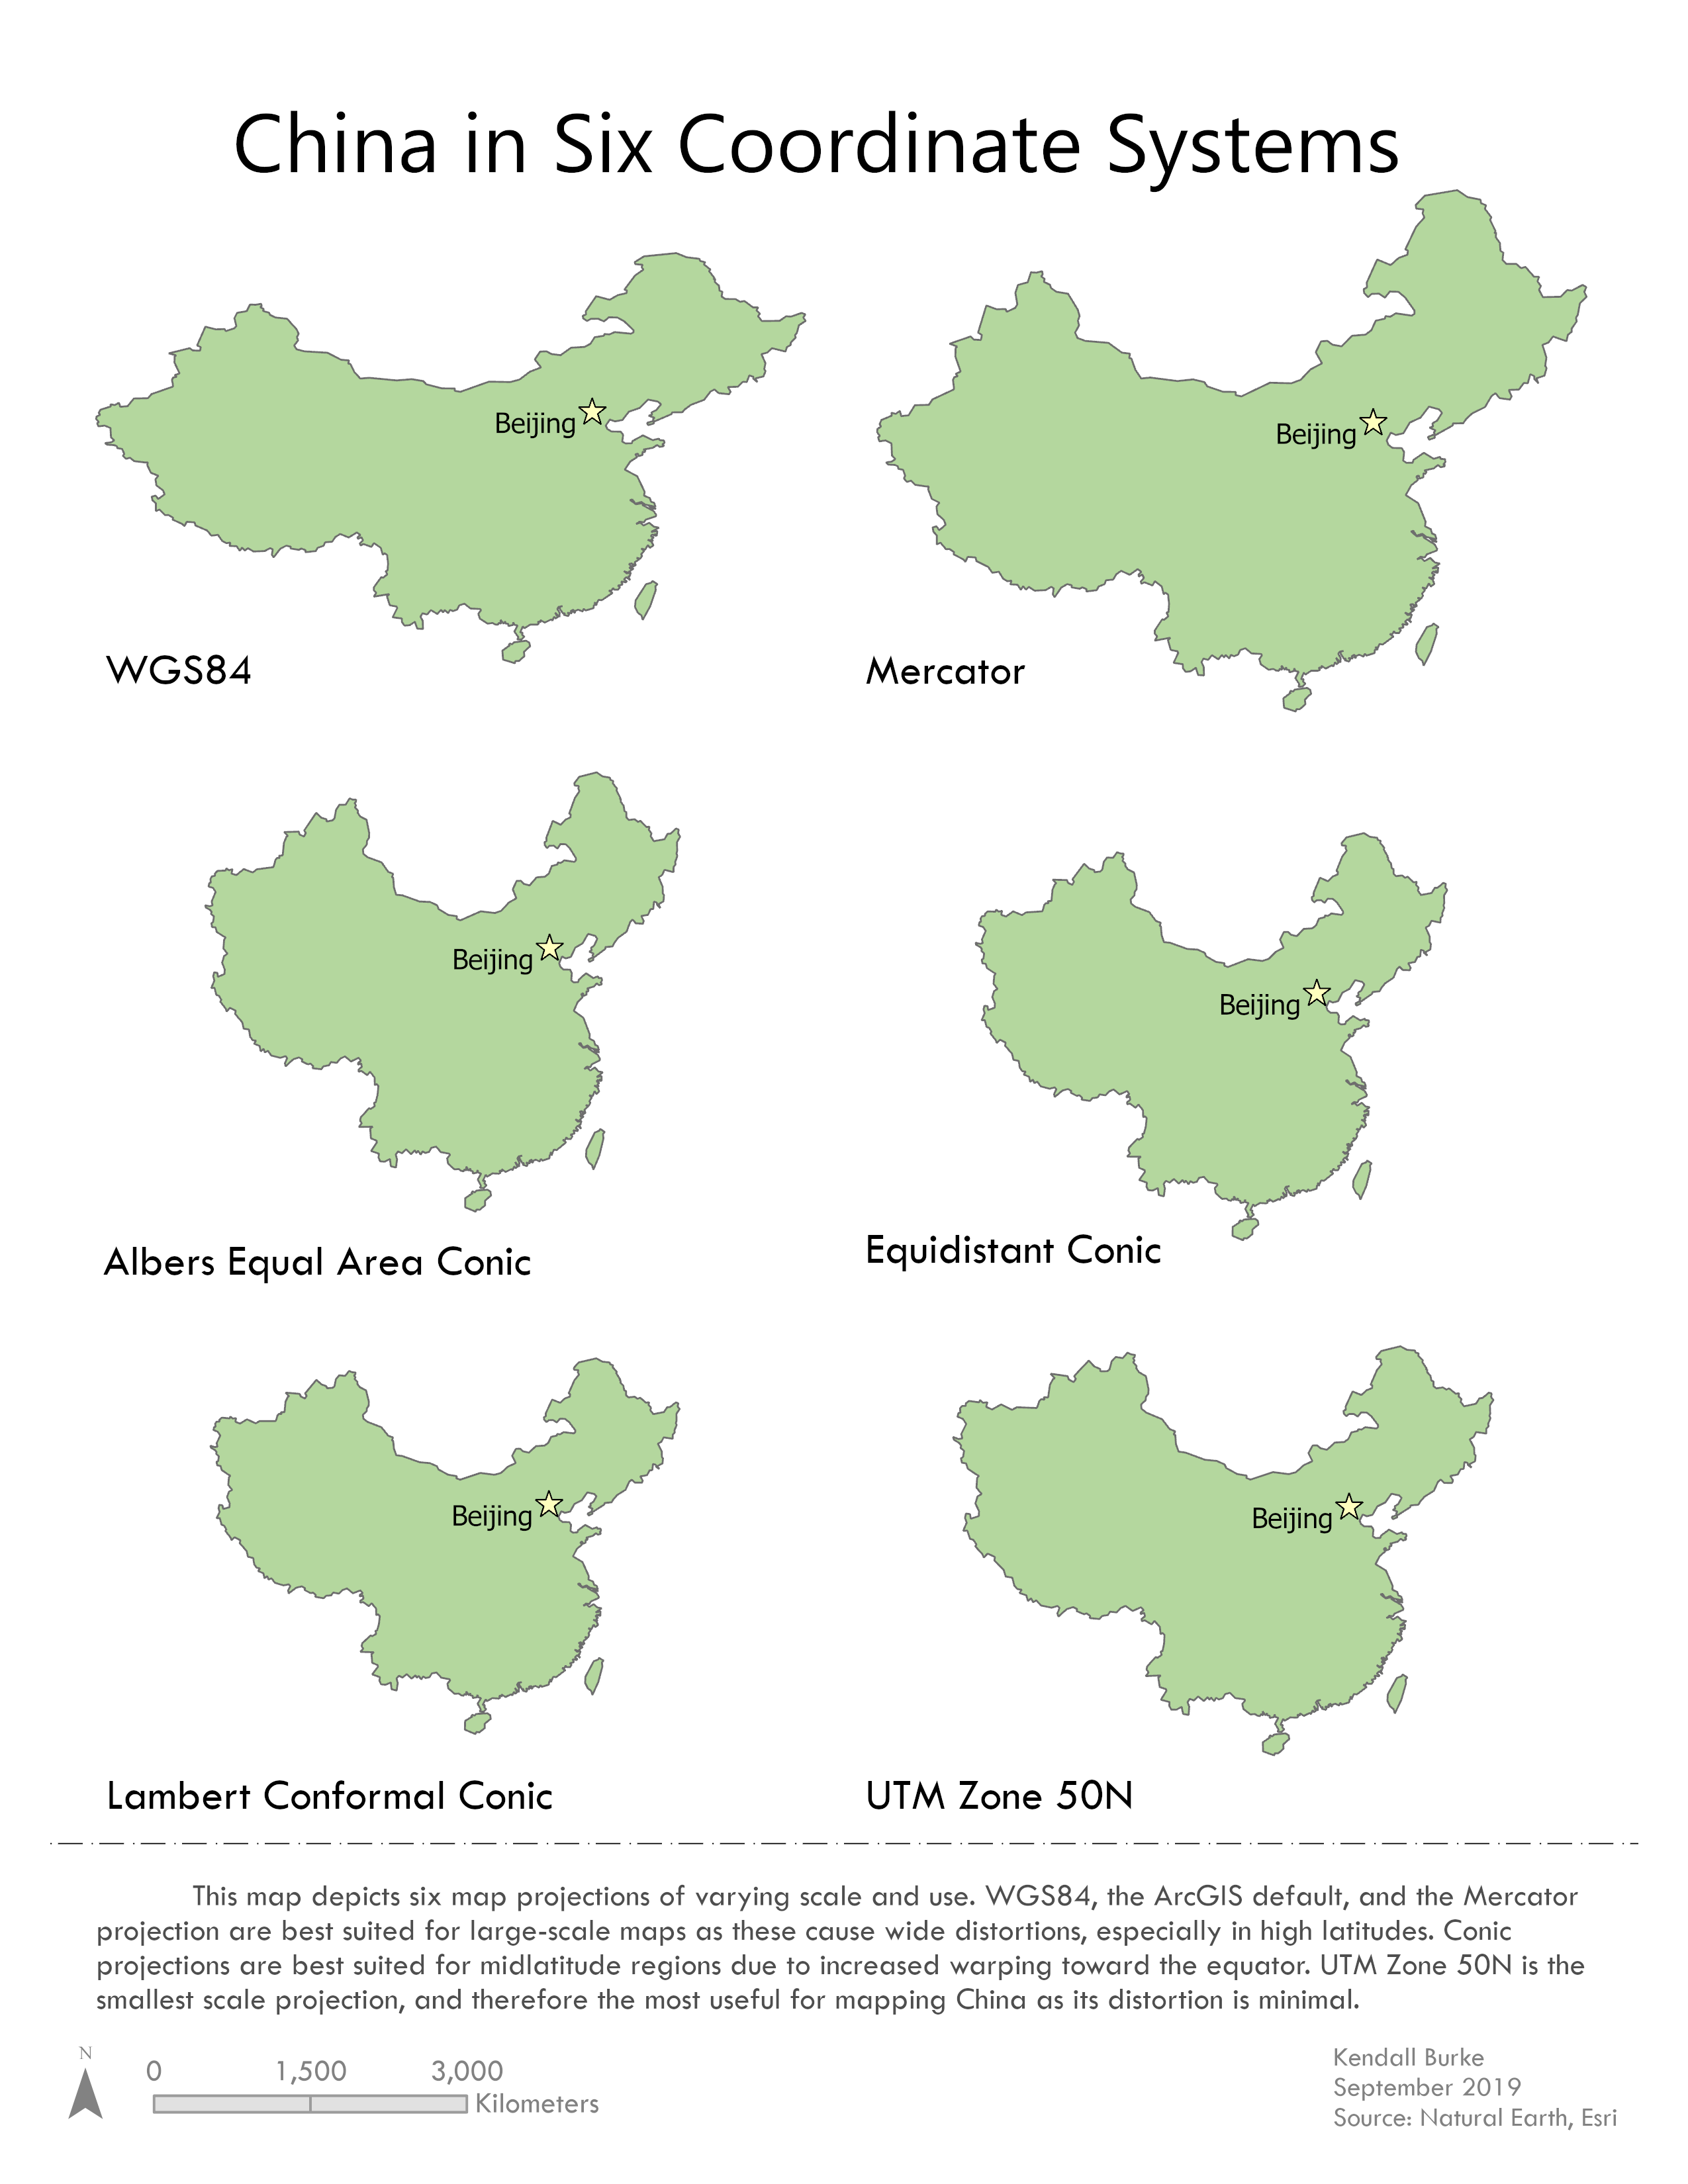 China in Six Coordinate Systems
Beijing
WGS84
Beijing
Mercator
Beijing
Albers Equal Area Conic
Beijing
Equidistant Conic
Beijing
Lambert Conformal Conic
Beijing
UTM Zone 50N
This map depicts six map projections of varying scale and use. WGS84, the ArcGIS default, and the Mercator
projection are best suited for large-scale maps as these cause wide distortions, especially in high latitudes. Conic
projections are best suited for midlatitude regions due to increased warping toward the equator. UTM Zone 50N is the
smallest scale projection, and therefore the most useful for mapping China as its distortion is minimal.
N
0 1,500 3,000
Kilometers
Kendall Burke
September 2019
Source: Natural Earth, Esri